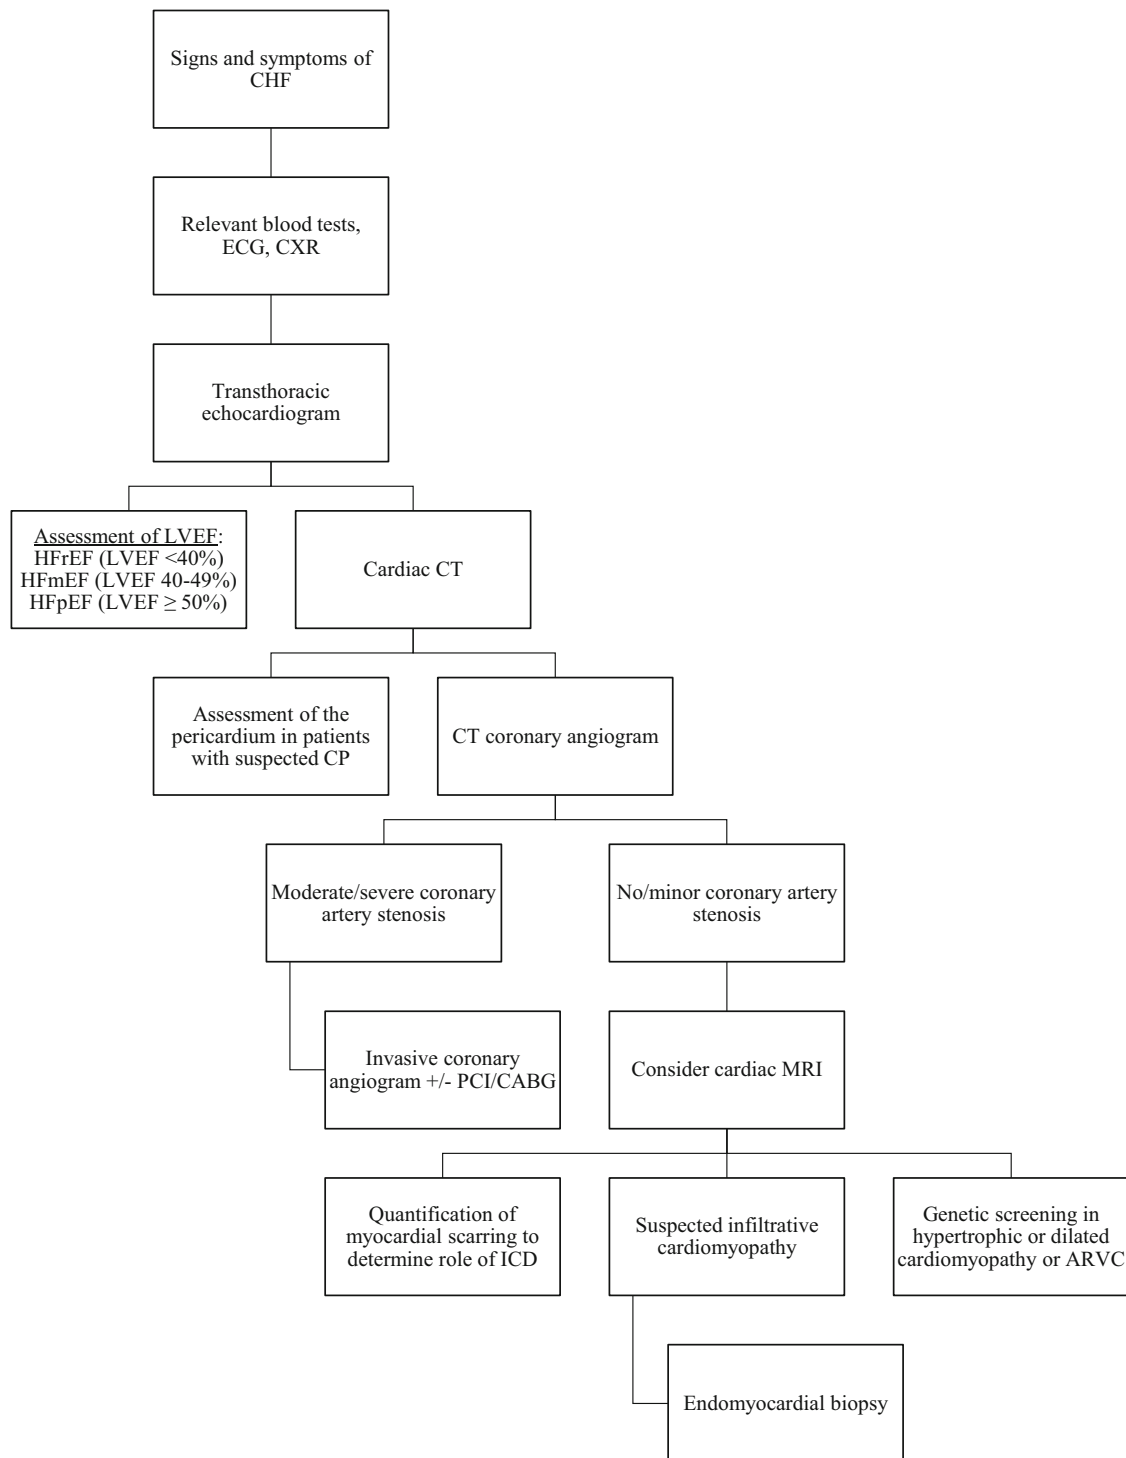 Signs and symptoms of
CHF
Relevant blood tests,
ECG, CXR
Transthoracic
echocardiogram
Assessment of LVEF:
HFrEF (LVEF <40%)
HFmEF (LVEF 40-49%)
HFpEF (LVEF ≥ 50%)
Cardiac CT
Assessment of the
pericardium in patients
with suspected CP
CT coronary angiogram
Moderate/severe coronary
artery stenosis
No/minor coronary artery
stenosis
Invasive coronary
angiogram +/- PCI/CABG
Consider cardiac MRI
Quantification of
myocardial scarring to
determine role of ICD
Suspected infiltrative
cardiomyopathy
Genetic screening in
hypertrophic or dilated
cardiomyopathy or ARVC
Endomyocardial biopsy